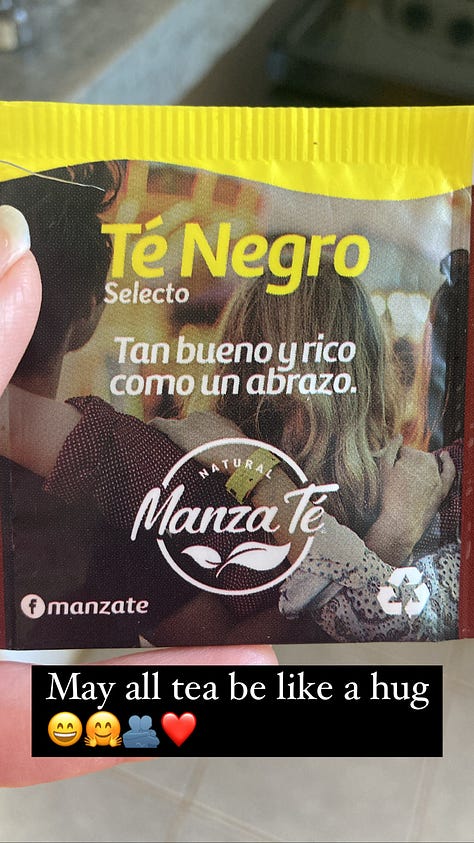 Té Negro
Selecto
Tan bueno y rico
como un abrazo.
NATURAL
Manza Té
manzate
May all tea be like a hug
😄🤗🫂❤️